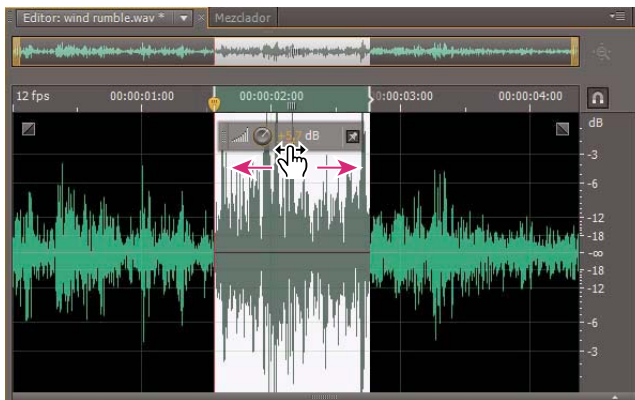 Editor: wind rumble.wav *
Mezclador
12 fps
00:00:01:00
00:00:02:00
0:00:03:00
00:00:04:00
+5,7 dB
dB
-3
-6
-12
-18
-∞
-18
-12
-6
-3